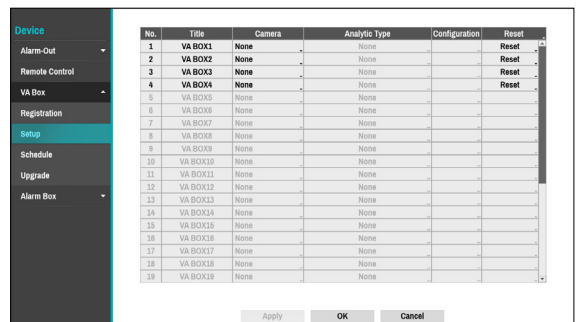 Device
Alarm-Out
Remote Control
VA Box
Registration
Setup
Schedule
Upgrade
Alarm Box
No. Title Camera Analytic Type Configuration Reset
1 VA BOX1 None None Reset
2 VA BOX2 None None Reset
3 VA BOX3 None None Reset
4 VA BOX4 None None Reset
5 VA BOX5 None None
6 VA BOX6 None None
7 VA BOX7 None None
8 VA BOX8 None None
9 VA BOX9 None None
10 VA BOX10 None None
11 VA BOX11 None None
12 VA BOX12 None None
13 VA BOX13 None None
14 VA BOX14 None None
15 VA BOX15 None None
16 VA BOX16 None None
17 VA BOX17 None None
18 VA BOX18 None None
19 VA BOX19 None None
Apply OK Cancel